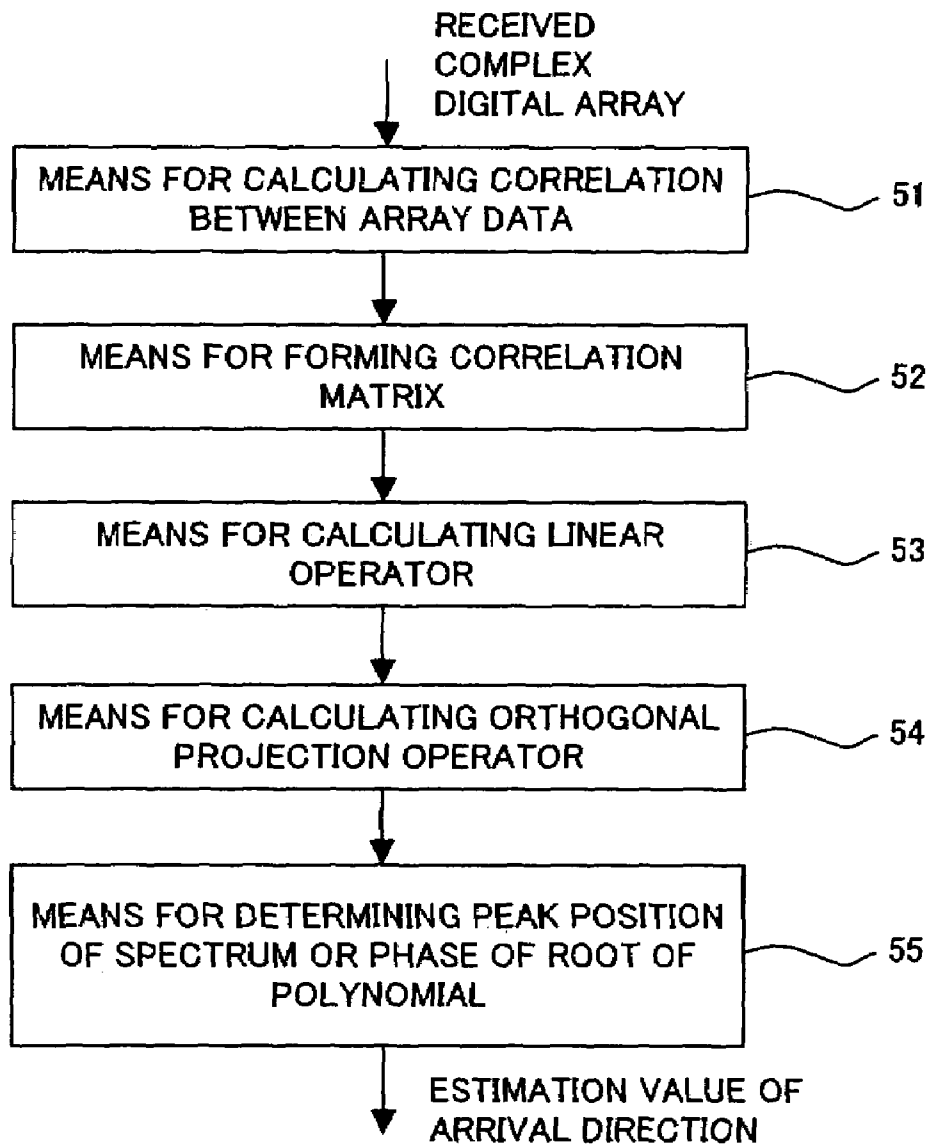 RECEIVED
COMPLEX
DIGITAL ARRAY
MEANS FOR CALCULATING CORRELATION
BETWEEN ARRAY DATA
51
MEANS FOR FORMING CORRELATION
MATRIX
52
MEANS FOR CALCULATING LINEAR
OPERATOR
53
MEANS FOR CALCULATING ORTHOGONAL
PROJECTION OPERATOR
54
MEANS FOR DETERMINING PEAK POSITION
OF SPECTRUM OR PHASE OF ROOT OF
POLYNOMIAL
55
ESTIMATION VALUE OF
ARRIVAL DIRECTION